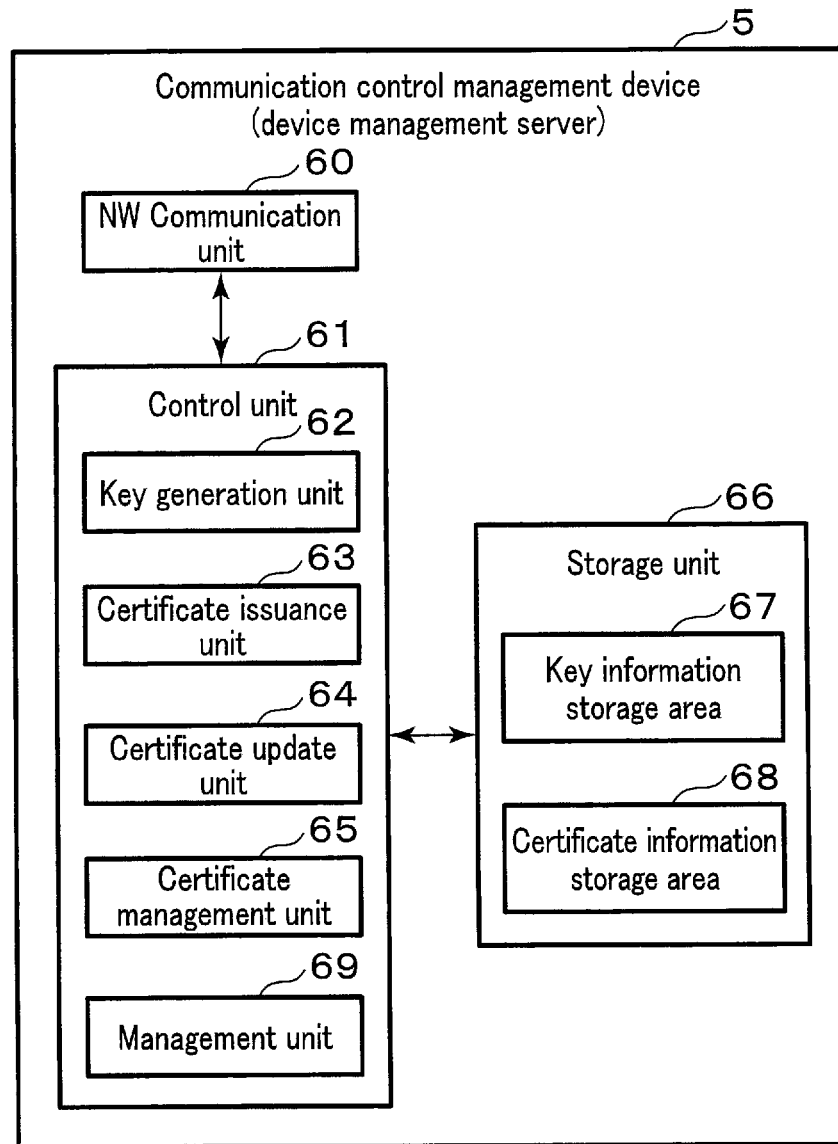 5
Communication control management device
(device management server)
60
NW Communication
unit
61
Control unit
62
Key generation unit
63
Certificate issuance
unit
64
Certificate update
unit
65
Certificate
management unit
69
Management unit
66
Storage unit
67
Key information
storage area
68
Certificate information
storage area